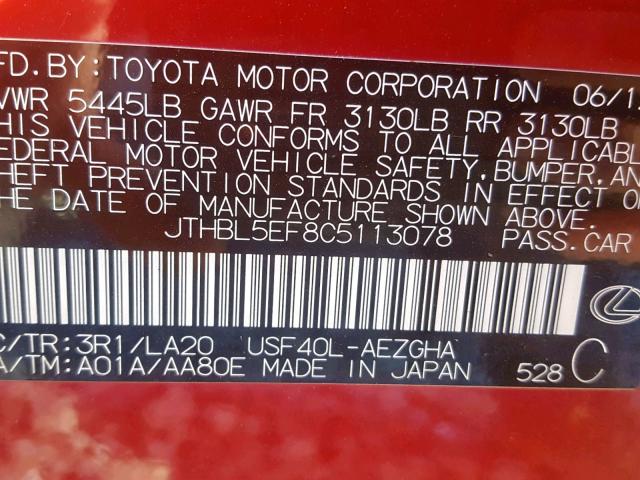 FD. BY: TOYOTA MOTOR CORPORATION 06/1
VWR 5445LB GAWR FR 3130LB RR 3130LB
HIS VEHICLE CONFORMS TO ALL APPLICABL
EDERAL MOTOR VEHICLE SAFETY, BUMPER, AN
HEFT PREVENTION STANDARDS IN EFFECT O
THE DATE OF MANUFACTURE SHOWN ABOVE.
JTHBL5EF8C5113078 PASS. CAR
C/TR: 3R1/LA20 USF40L-AEZGHA
A/TM: A01A/AA80E MADE IN JAPAN 528 C